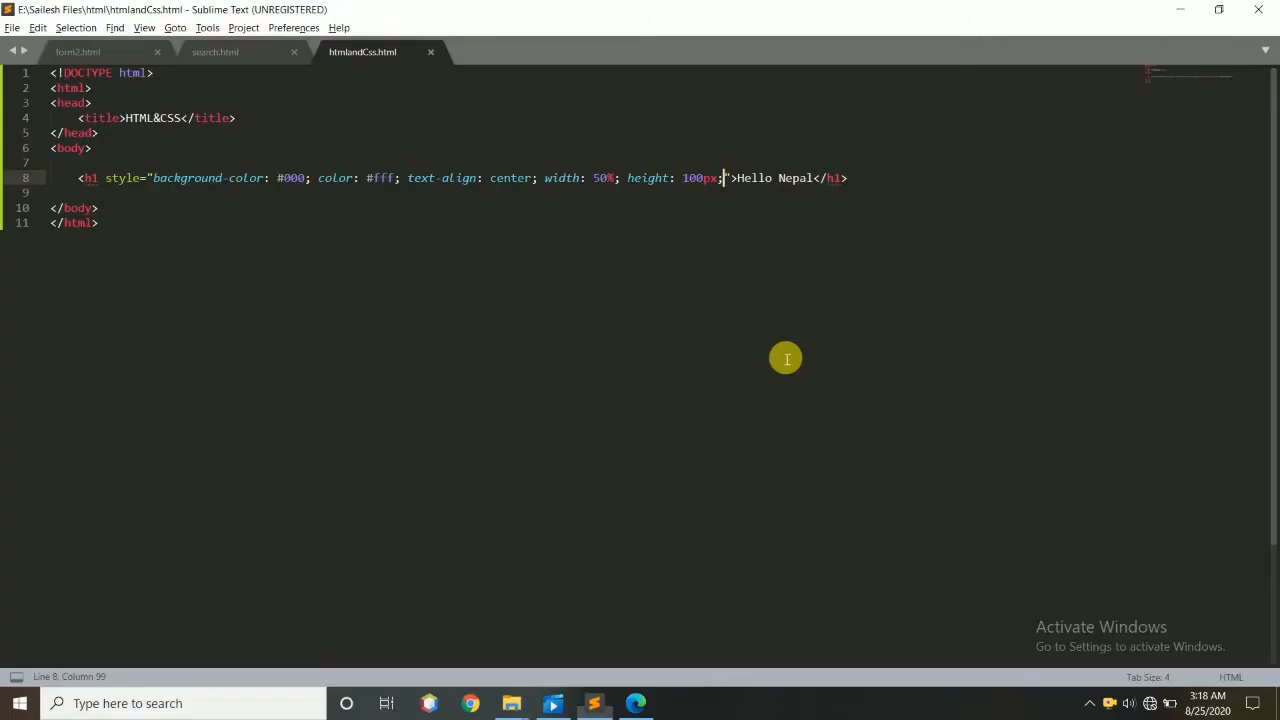 E:\Sailesh Files\html\htmlandCss.html - Sublime Text (UNREGISTERED)
File Edit Selection Find View Goto Tools Project Preferences Help
form2.html search.html htmlandCss.html
1 <!DOCTYPE html>
2 <html>
3 <head>
4 <title>HTML&CSS</title>
5 </head>
6 <body>
7
8 <h1 style="background-color: #000; color: #fff; text-align: center; width: 50%; height: 100px;">Hello Nepal</h1>
9
10 </body>
11 </html>
Activate Windows
Go to Settings to activate Windows.
Line 8, Column 99 Tab Size: 4 HTML
Type here to search 3:18 AM
8/25/2020